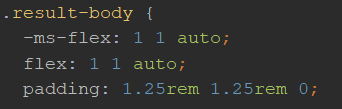 .result-body {
-ms-flex: 1 1 auto;
flex: 1 1 auto;
padding: 1.25rem 1.25rem 0;